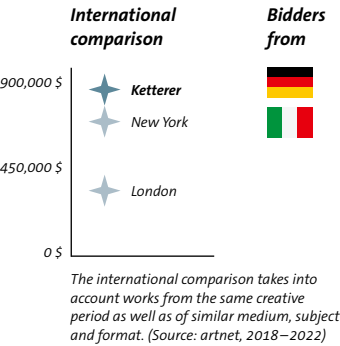 International
comparison
Bidders
from
900,000 $
Ketterer
New York
450,000 $
London
0 $
The international comparison takes into
account works from the same creative
period as well as of similar medium, subject
and format. (Source: artnet, 2018–2022)